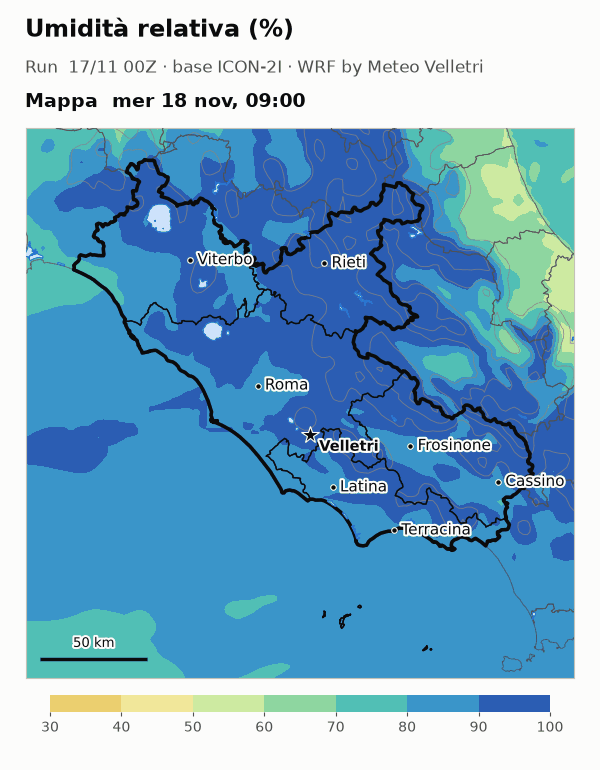 Umidità relativa (%)
Run  17/11 00Z · base ICON-2I · WRF by Meteo Velletri
Mappa  mer 18 nov, 09:00
Viterbo
Rieti
Roma
Velletri
Frosinone
Cassino
Latina
Terracina
50 km
30 40 50 60 70 80 90 100